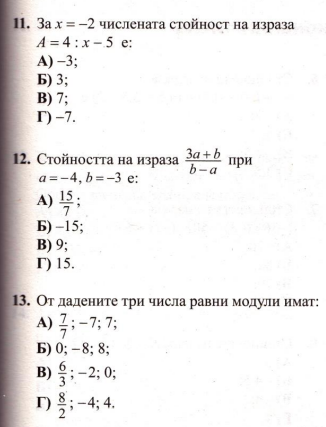 11. За x = −2 числената стойност на израза
A = 4 : x − 5 е:
А) −3;
Б) 3;
В) 7;
Г) −7.
12. Стойността на израза (3a + b)/(b − a) при
a = −4, b = −3 е:
А) 15/7;
Б) −15;
В) 9;
Г) 15.
13. От дадените три числа равни модули имат:
А) 7/7; −7; 7;
Б) 0; −8; 8;
В) 6/3; −2; 0;
Г) 8/2; −4; 4.